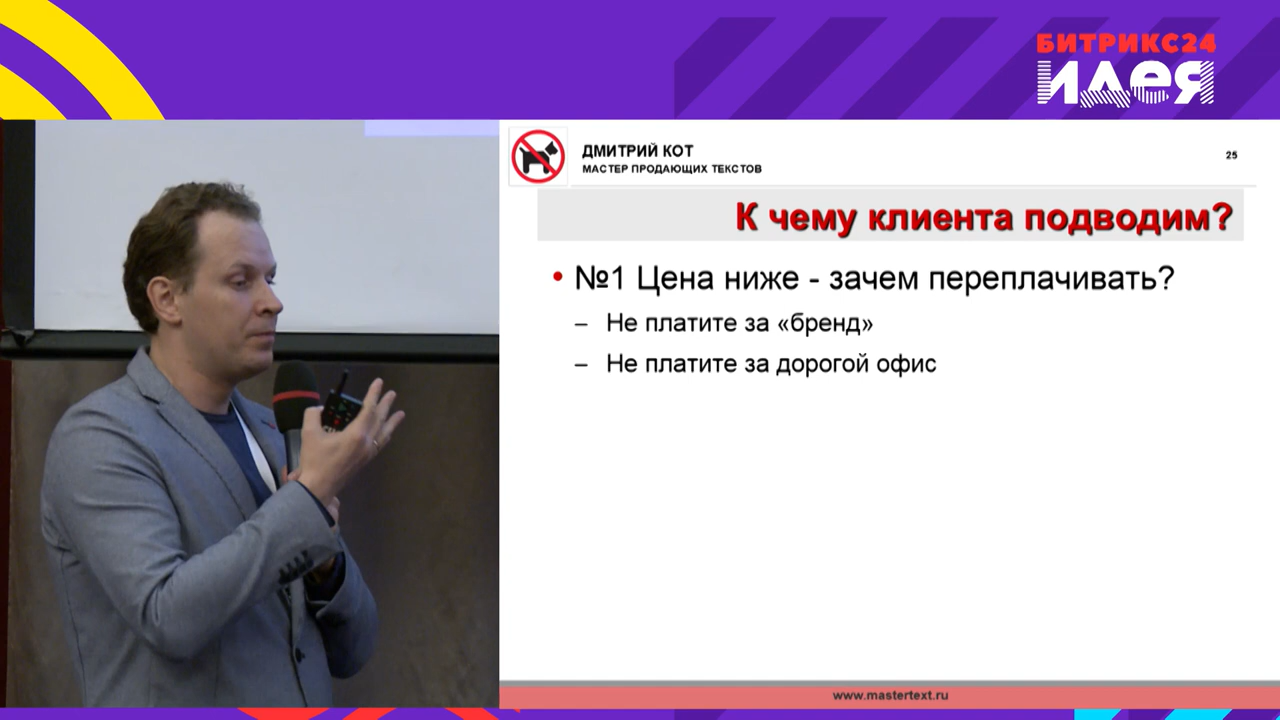 БИТРИКС24
идея
ДМИТРИЙ КОТ
МАСТЕР ПРОДАЮЩИХ ТЕКСТОВ
25
К чему клиента подводим?
• №1 Цена ниже - зачем переплачивать?
– Не платите за «бренд»
– Не платите за дорогой офис
www.mastertext.ru